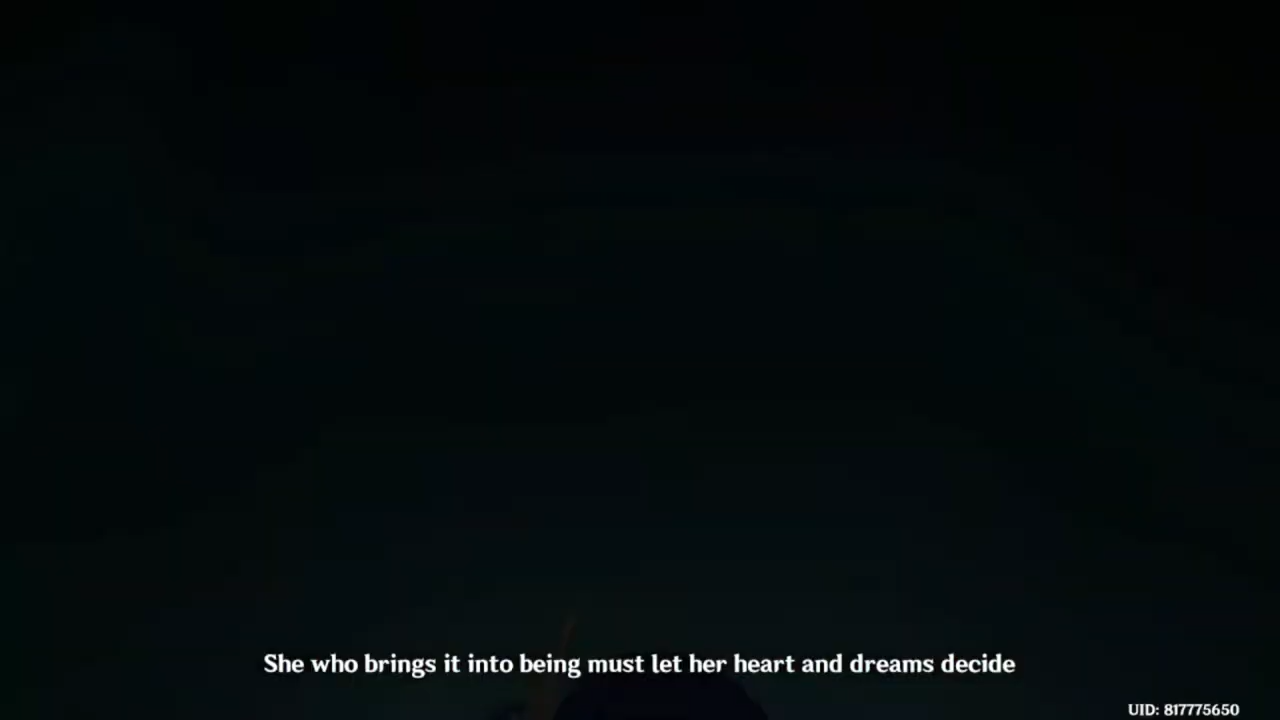 She who brings it into being must let her heart and dreams decide
UID: 817775650